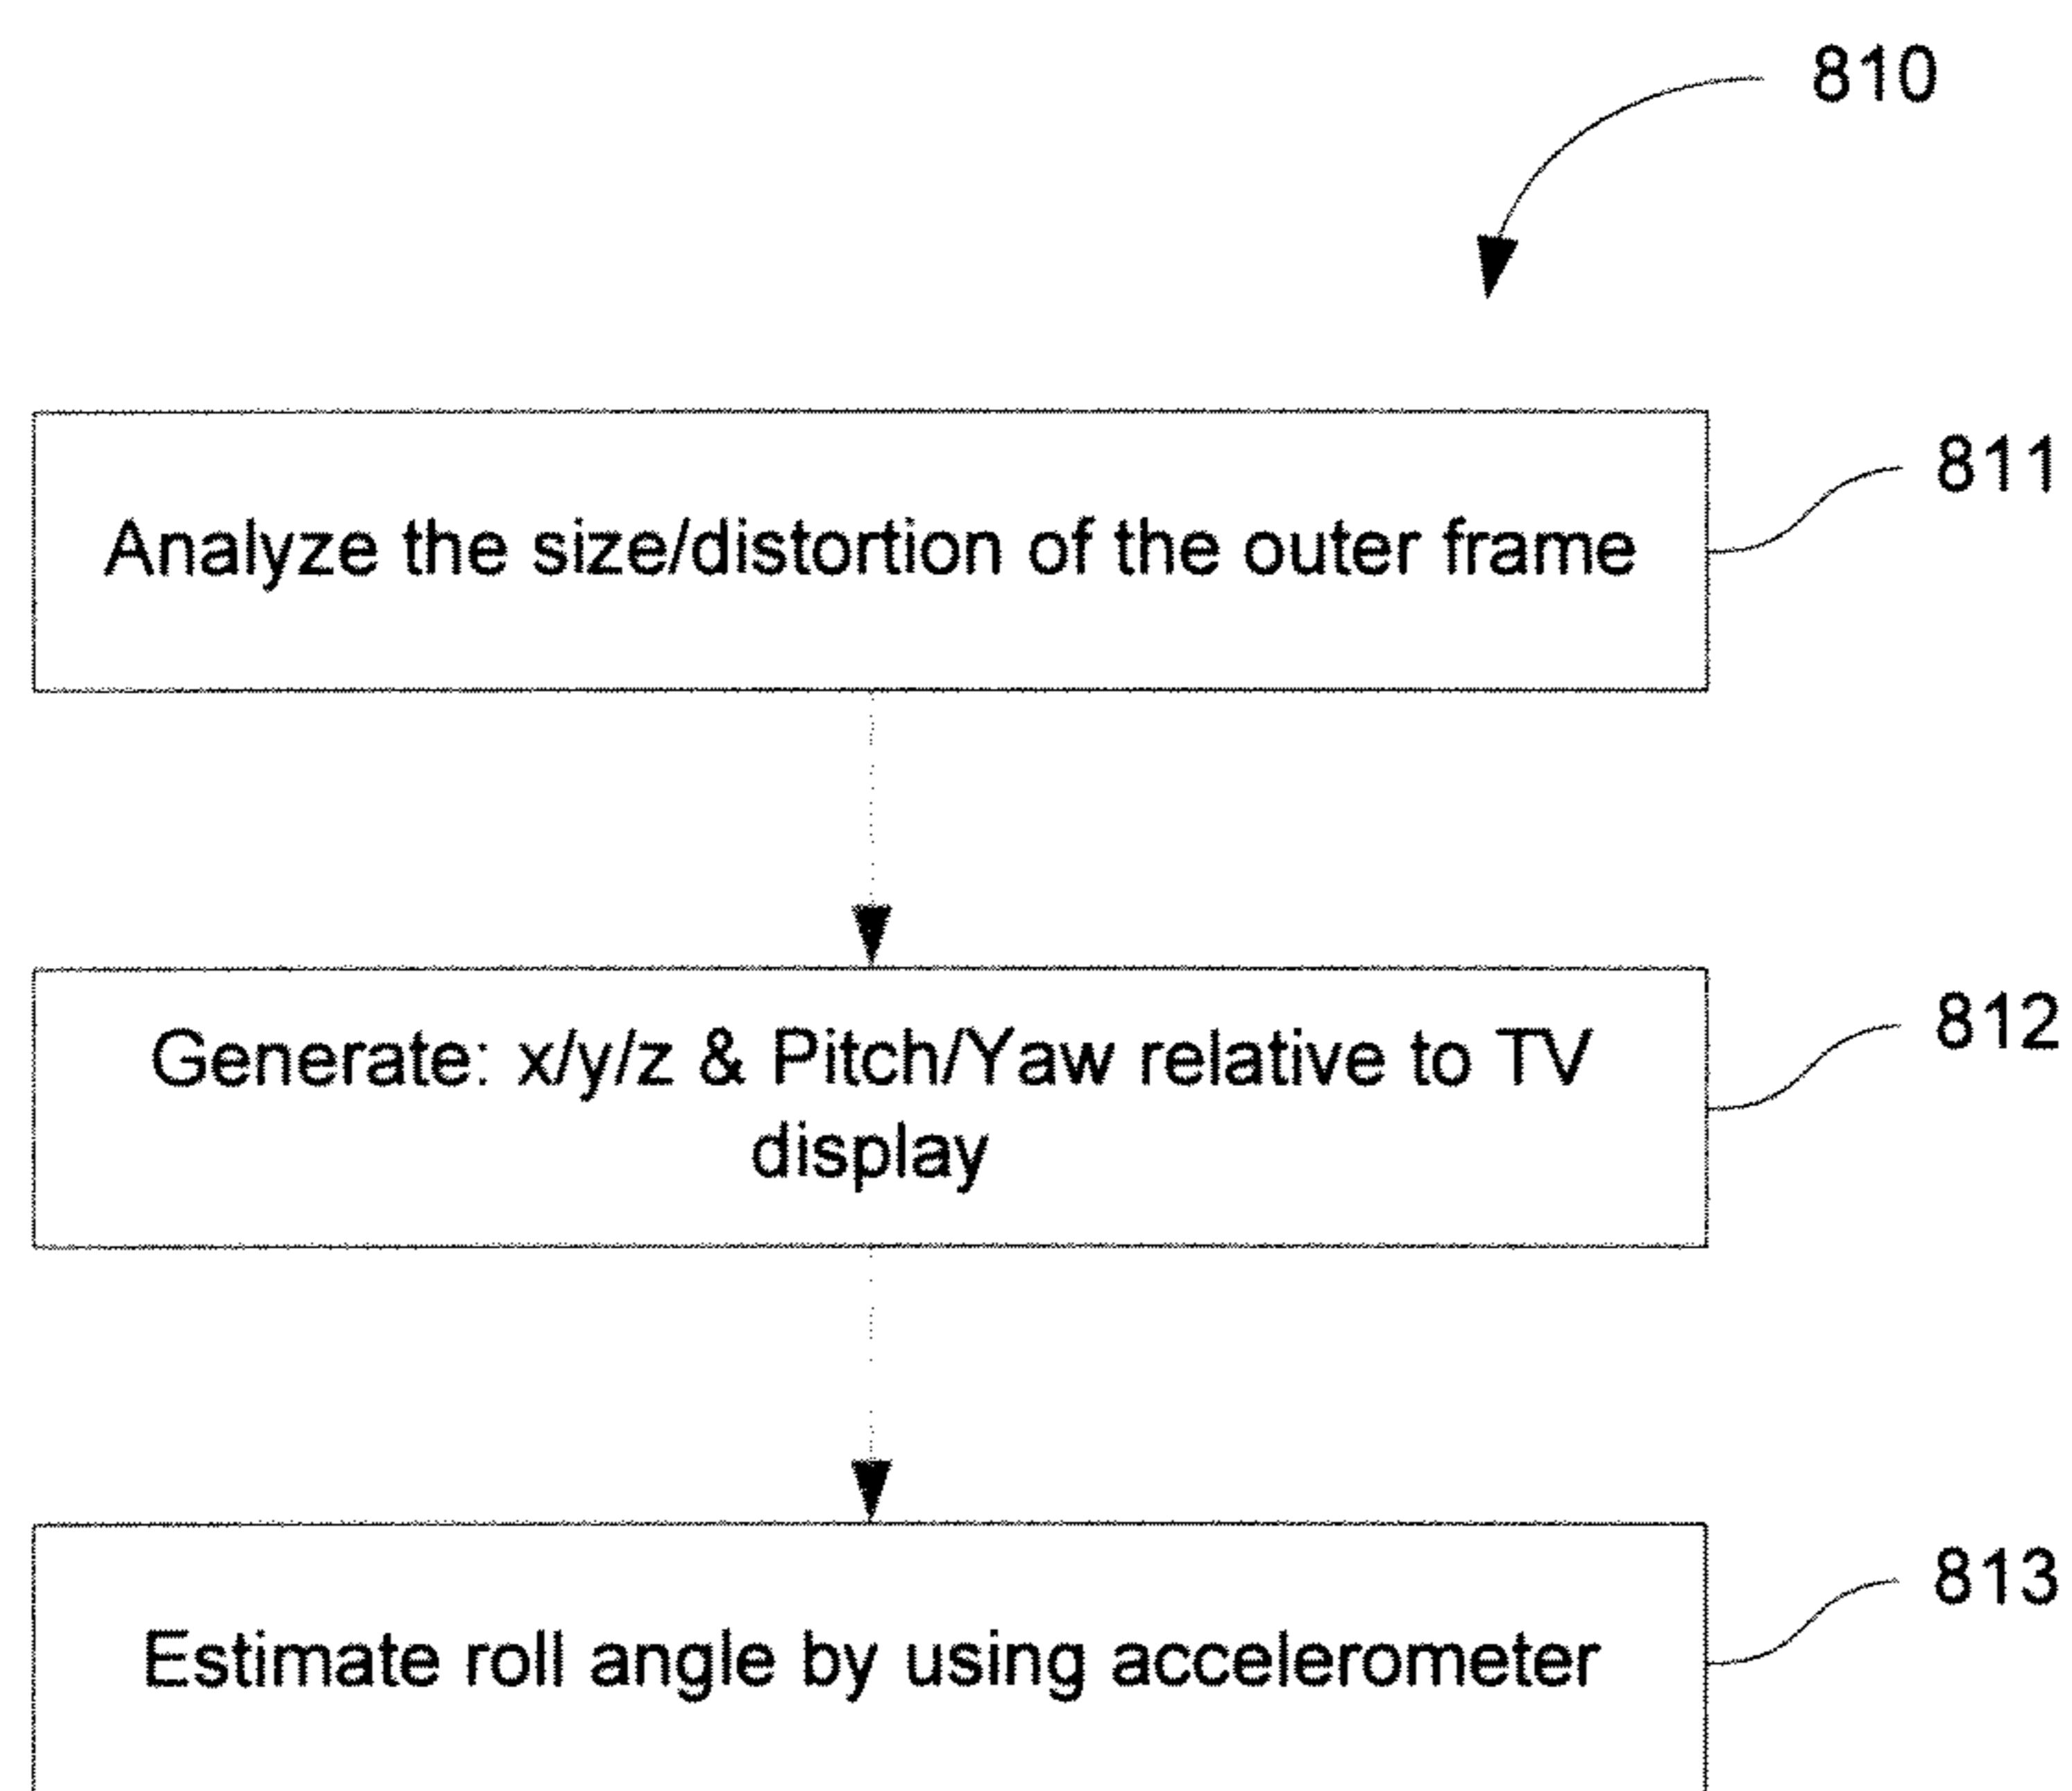 810
811
Analyze the size/distortion of the outer frame
812
Generate: x/y/z & Pitch/Yaw relative to TV
display
813
Estimate roll angle by using accelerometer